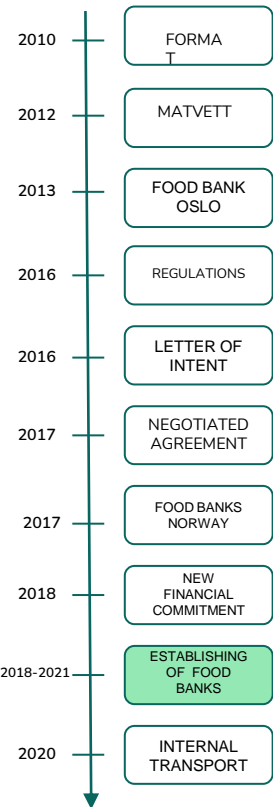 2010
FORMA
T
2012
MATVETT
2013
FOOD BANK
OSLO
2016
REGULATIONS
2016
LETTER OF
INTENT
2017
NEGOTIATED
AGREEMENT
2017
FOOD BANKS
NORWAY
2018
NEW
FINANCIAL
COMMITMENT
2018-2021
ESTABLISHING
OF FOOD
BANKS
2020
INTERNAL
TRANSPORT